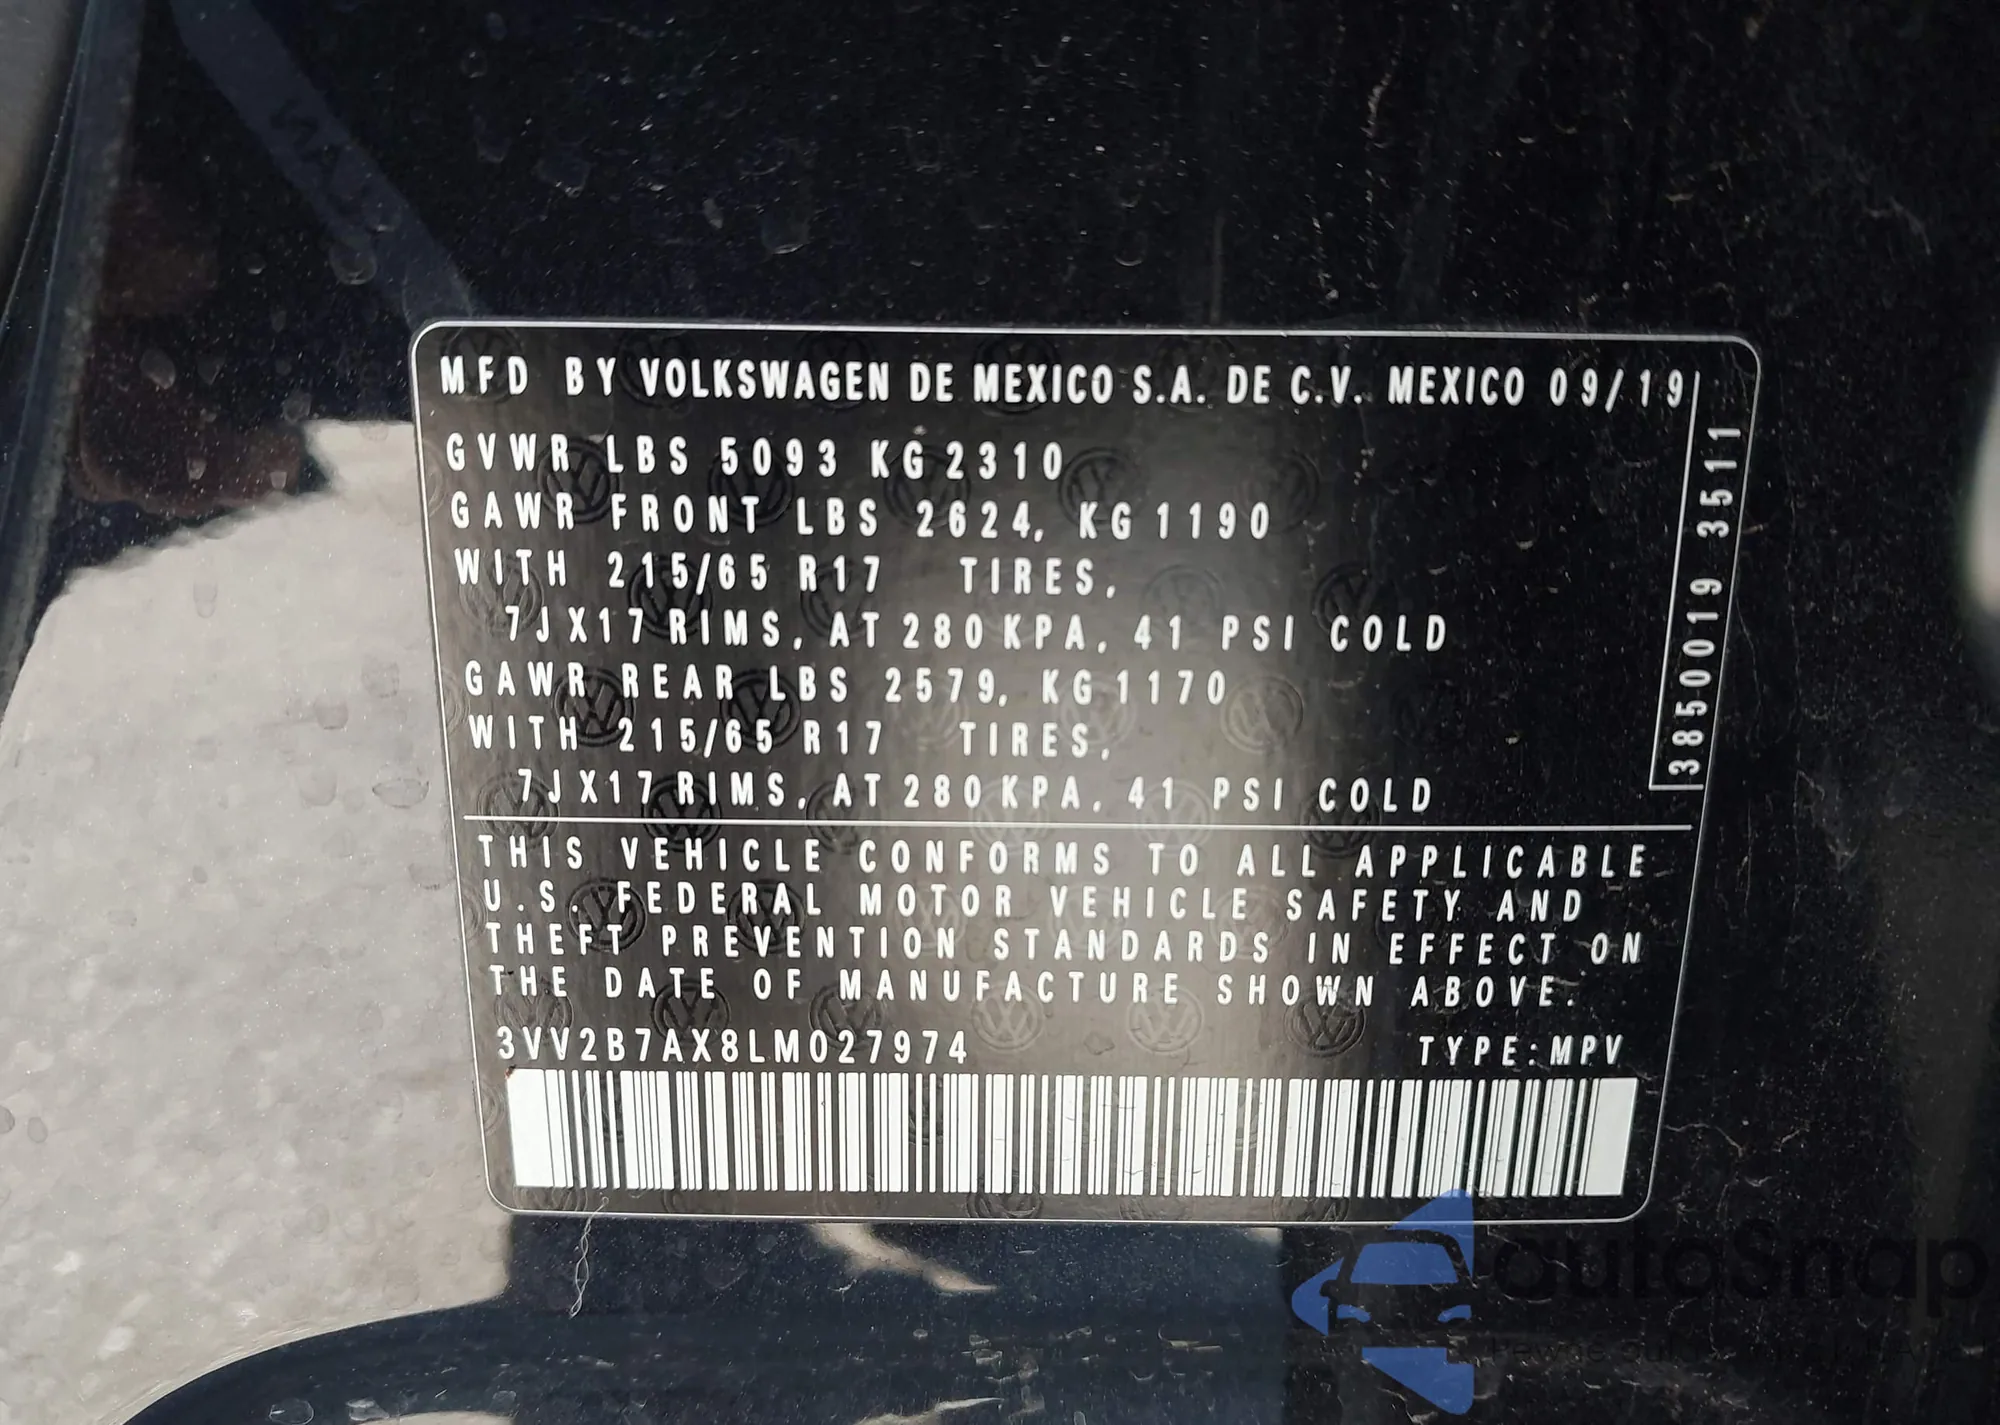 MFD BY VOLKSWAGEN DE MEXICO S.A. DE C.V. MEXICO 09/19
GVWR LBS 5093 KG 2310
GAWR FRONT LBS 2624, KG 1190
WITH 215/65 R17 TIRES,
7JX17 RIMS, AT 280 KPA, 41 PSI COLD
GAWR REAR LBS 2579, KG 1170
WITH 215/65 R17 TIRES,
7JX17 RIMS, AT 280 KPA, 41 PSI COLD
3850019 3511
THIS VEHICLE CONFORMS TO ALL APPLICABLE
U.S. FEDERAL MOTOR VEHICLE SAFETY AND
THEFT PREVENTION STANDARDS IN EFFECT ON
THE DATE OF MANUFACTURE SHOWN ABOVE.
3VV2B7AX8LM027974 TYPE:MPV
autoSnap